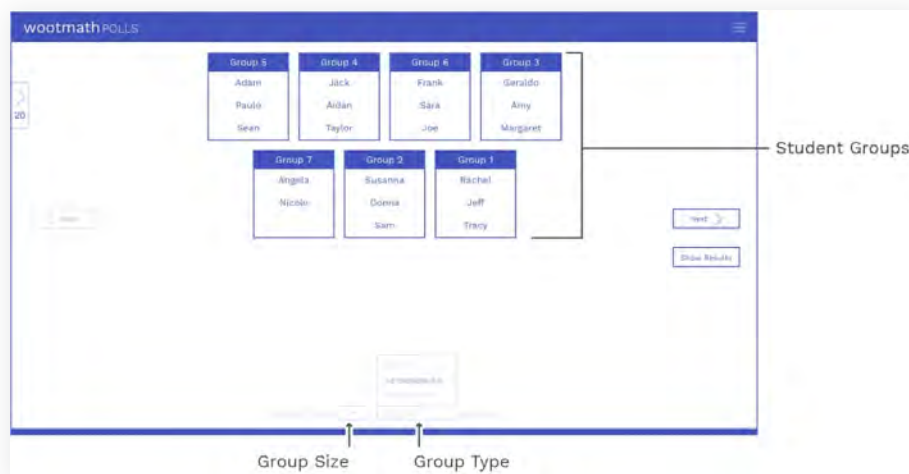 wootmath POLLS
Group 5 Group 4 Group 6 Group 3
Adam Jack Frank Geraldo
Paulo Aidan Sara Amy
Sean Taylor Joe Margaret
20
Student Groups
Group 7 Group 2 Group 1
Angela Susanna Rachel
Nicole Donna Jeff
Sam Tracy
Next
Show Results
Group Size Group Type